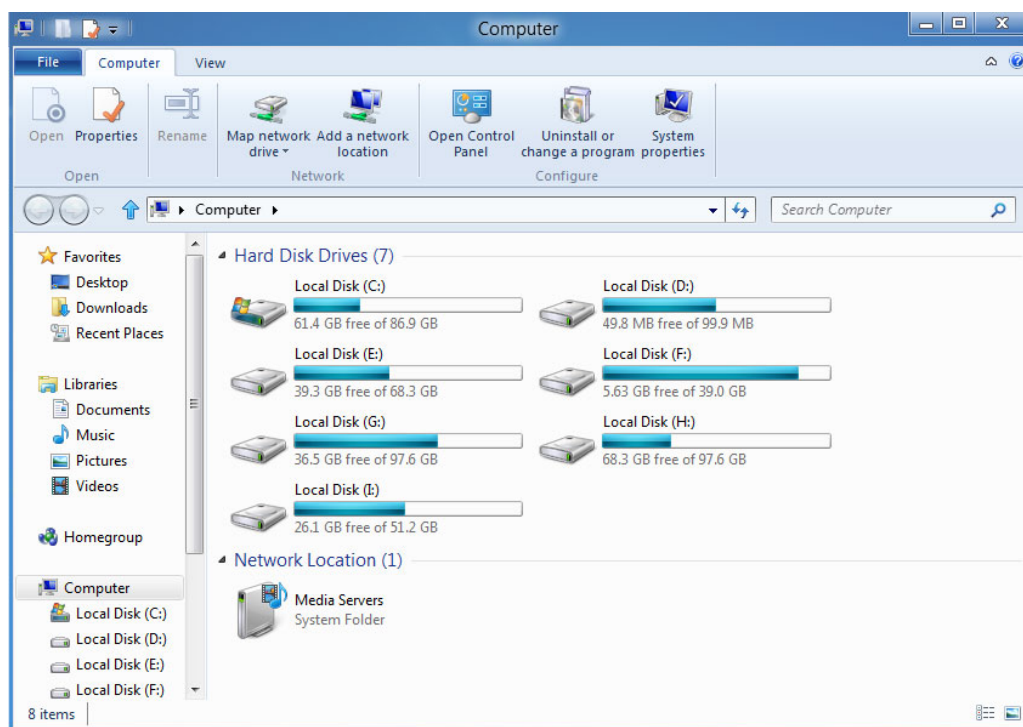 Computer
File Computer View
Open Properties Rename Map network drive Add a network location Open Control Panel Uninstall or change a program System properties
Open Network Configure
Computer Search Computer
Favorites
Desktop
Downloads
Recent Places
Libraries
Documents
Music
Pictures
Videos
Homegroup
Computer
Local Disk (C:)
Local Disk (D:)
Local Disk (E:)
Local Disk (F:)
Hard Disk Drives (7)
Local Disk (C:)
61.4 GB free of 86.9 GB
Local Disk (D:)
49.8 MB free of 99.9 MB
Local Disk (E:)
39.3 GB free of 68.3 GB
Local Disk (F:)
5.63 GB free of 39.0 GB
Local Disk (G:)
36.5 GB free of 97.6 GB
Local Disk (H:)
68.3 GB free of 97.6 GB
Local Disk (I:)
26.1 GB free of 51.2 GB
Network Location (1)
Media Servers
System Folder
8 items